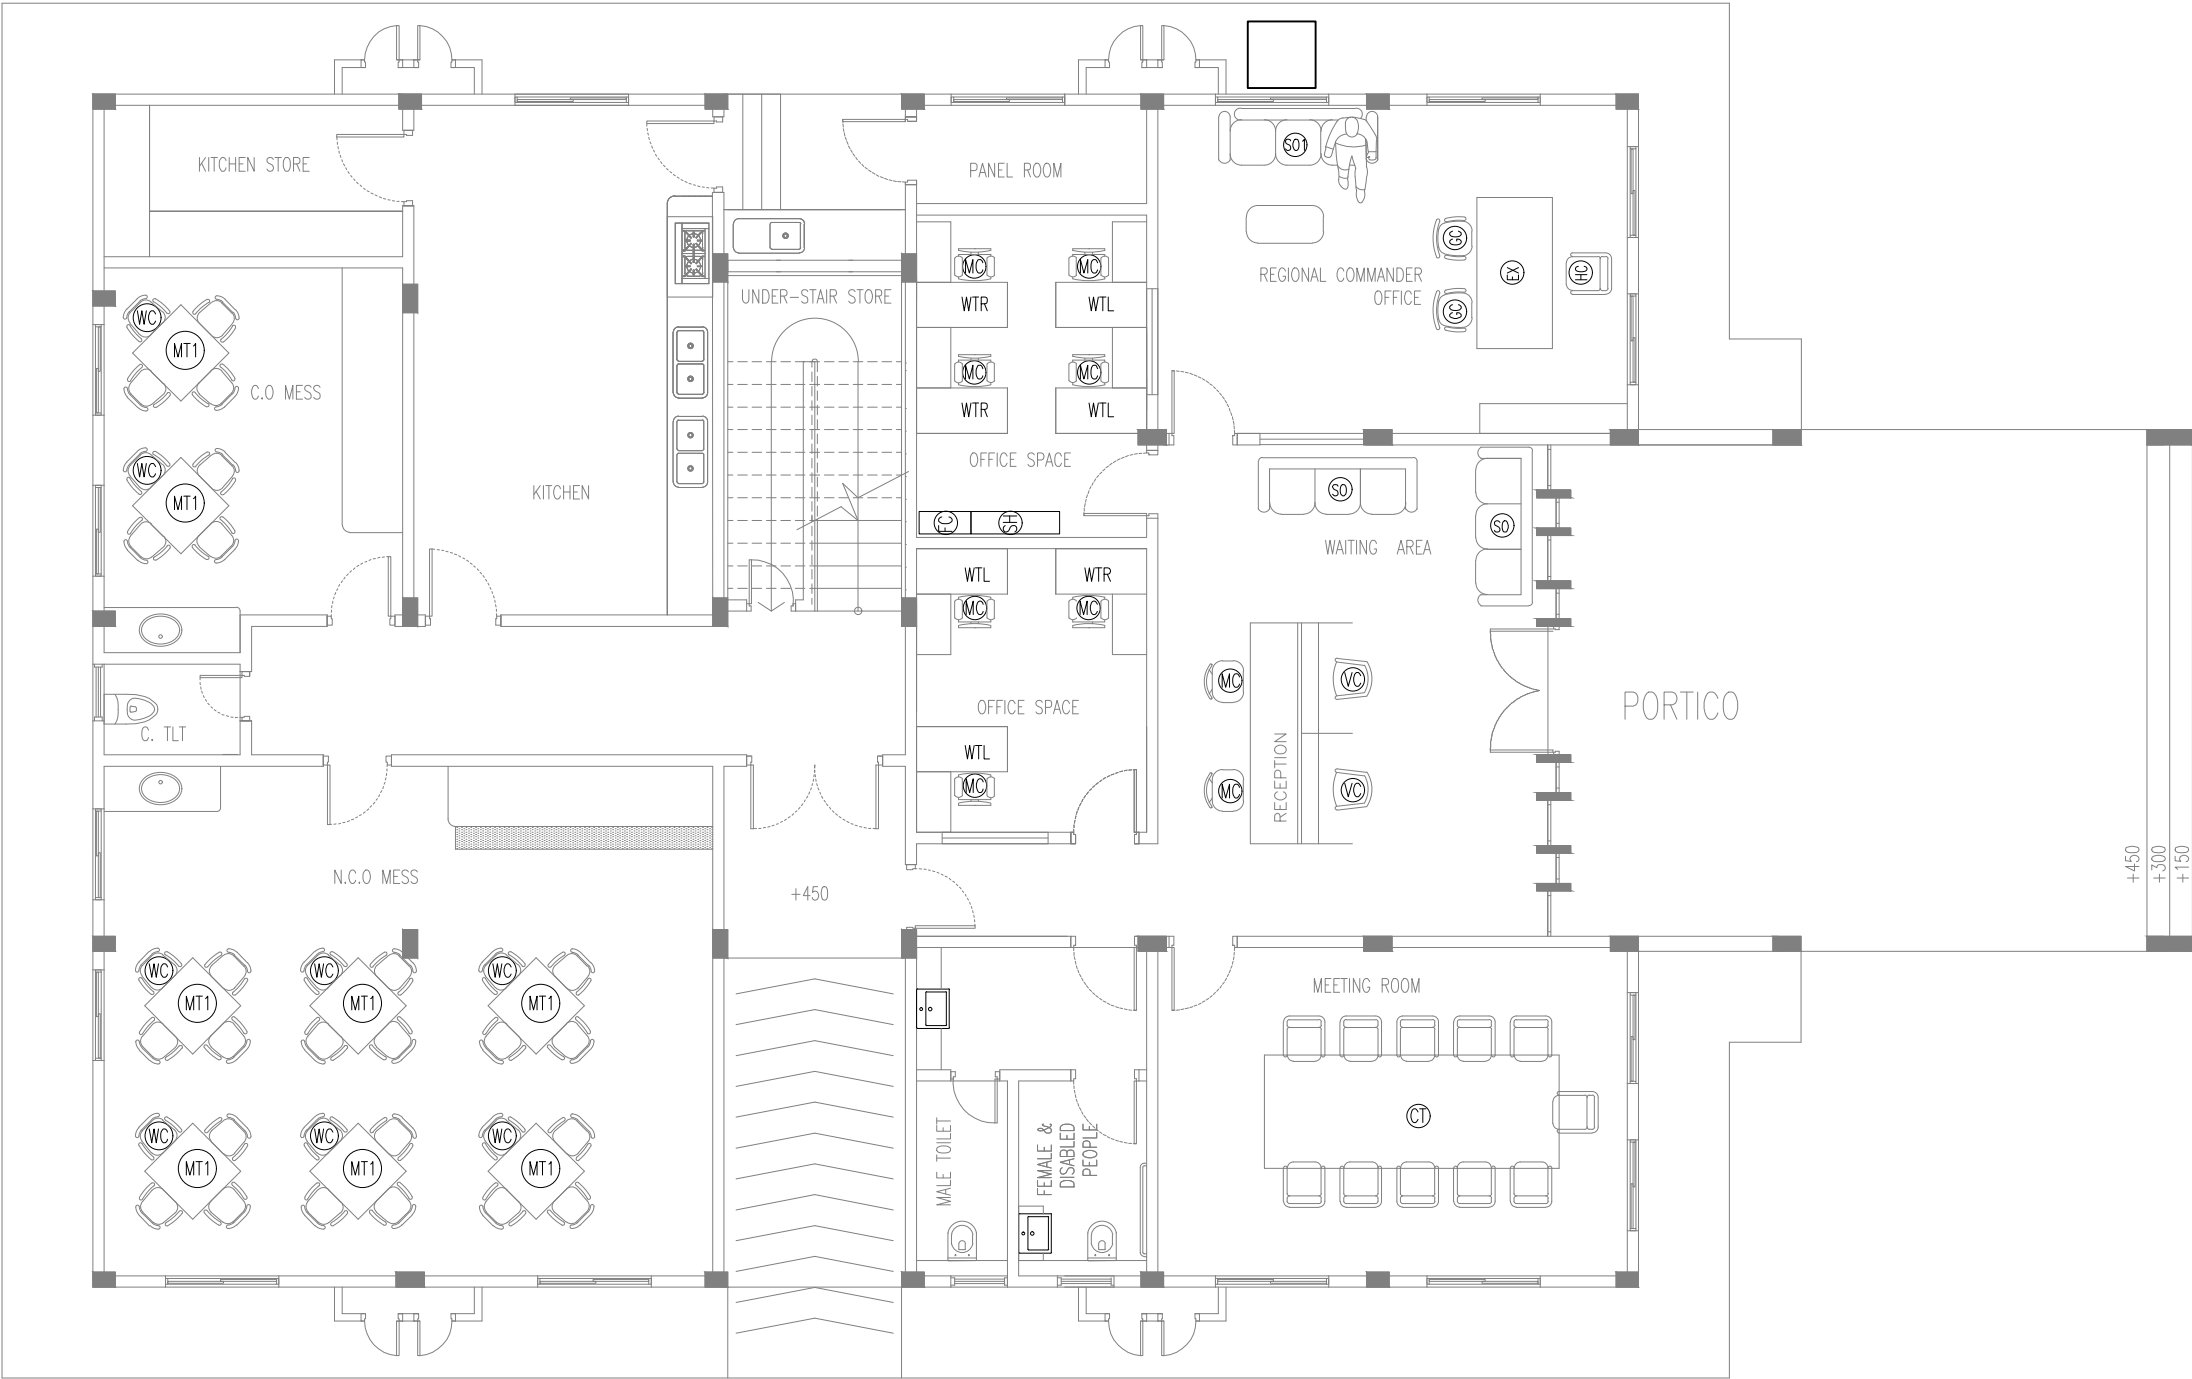 KITCHEN STORE
PANEL ROOM
SO1
REGIONAL COMMANDER
OFFICE
GC
GC
EX
HC
UNDER-STAIR STORE
MC
MC
WTR
WTL
MC
MC
WTR
WTL
OFFICE SPACE
FC
SH
WC
MT1
C.O MESS
WC
MT1
KITCHEN
SO
SO
WAITING AREA
WTL
WTR
MC
MC
OFFICE SPACE
WTL
MC
MC
VC
MC
VC
RECEPTION
PORTICO
+450
+300
+150
C. TLT
N.C.O MESS
+450
WC
MT1
WC
MT1
WC
MT1
WC
MT1
WC
MT1
WC
MT1
MALE TOILET
FEMALE &
DISABLED
PEOPLE
MEETING ROOM
CT